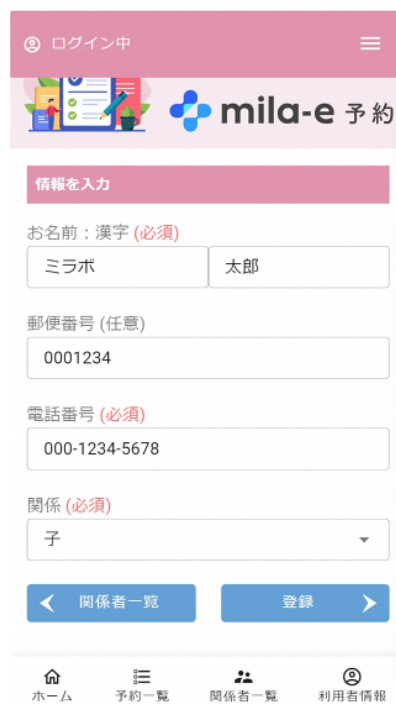 ログイン中
mila-e 予約
情報を入力
お名前：漢字 (必須)
ミラボ 太郎
郵便番号 (任意)
0001234
電話番号 (必須)
000-1234-5678
関係 (必須)
子
関係者一覧 登録
ホーム 予約一覧 関係者一覧 利用者情報